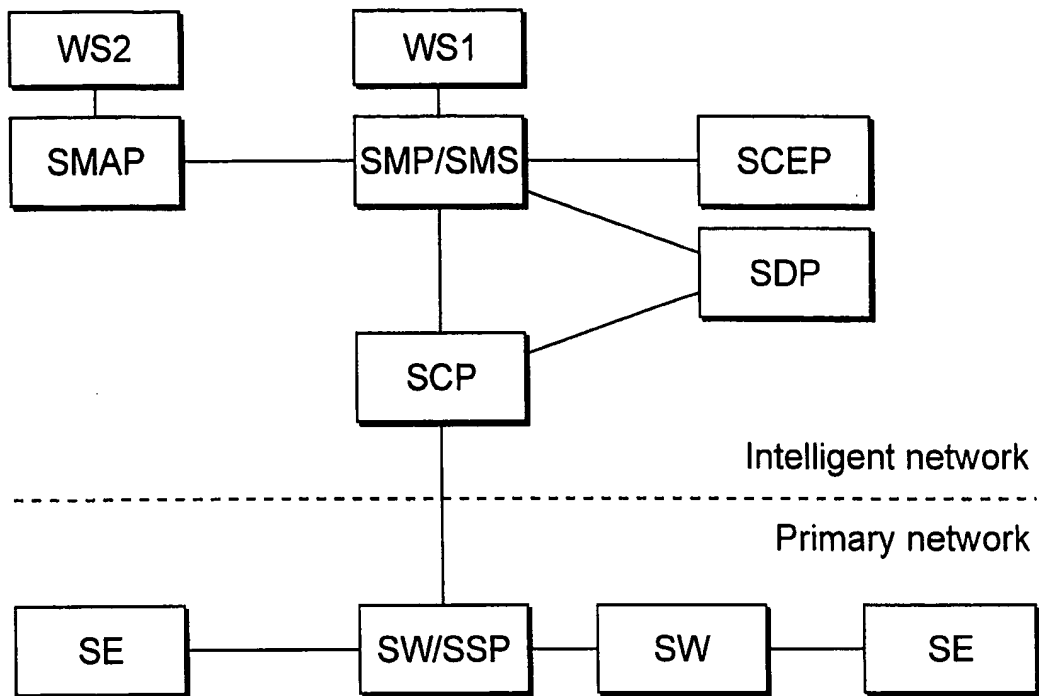 WS2
WS1
SMAP
SMP/SMS
SCEP
SDP
SCP
Intelligent network
Primary network
SE
SW/SSP
SW
SE